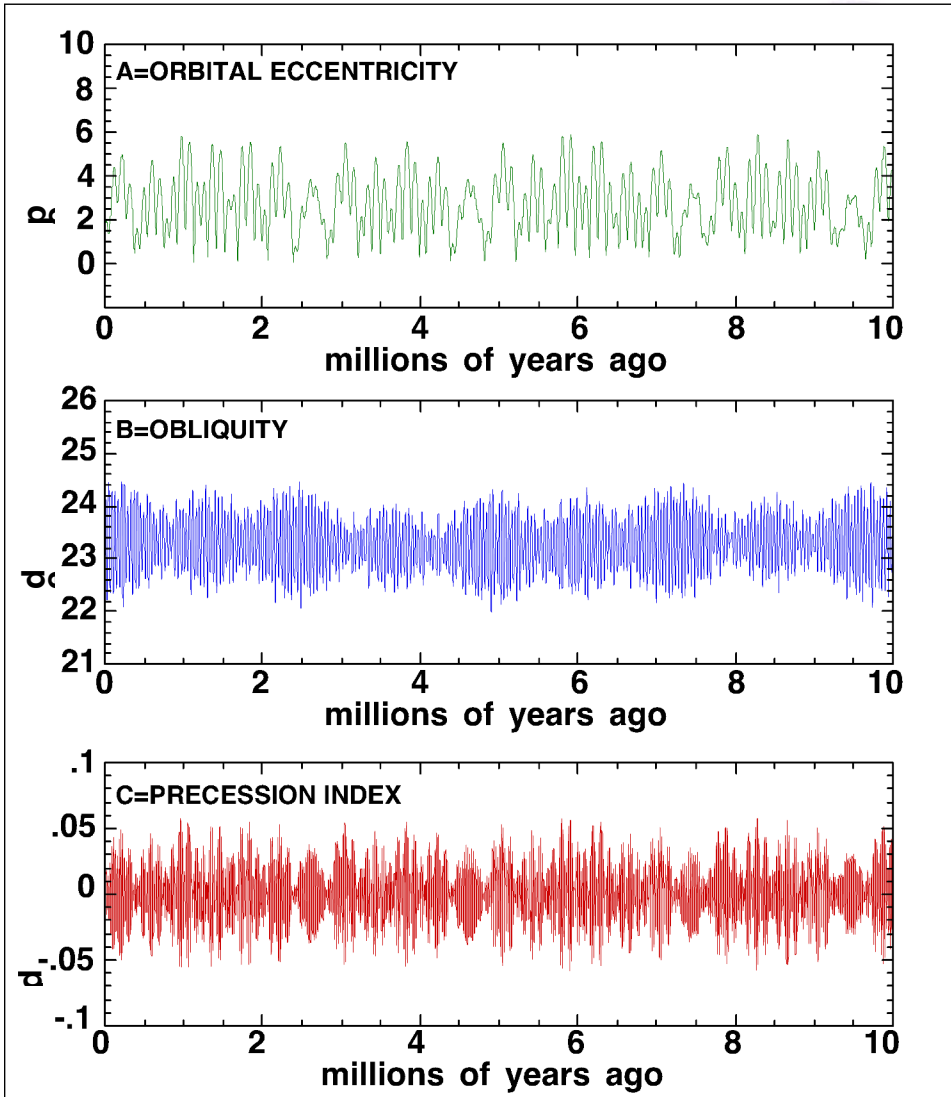 A=ORBITAL ECCENTRICITY
10
8
6
4
2
0
p
0 2 4 6 8 10
millions of years ago
B=OBLIQUITY
26
25
24
23
22
21
0 2 4 6 8 10
millions of years ago
C=PRECESSION INDEX
.1
.05
0
-.05
-.1
0 2 4 6 8 10
millions of years ago